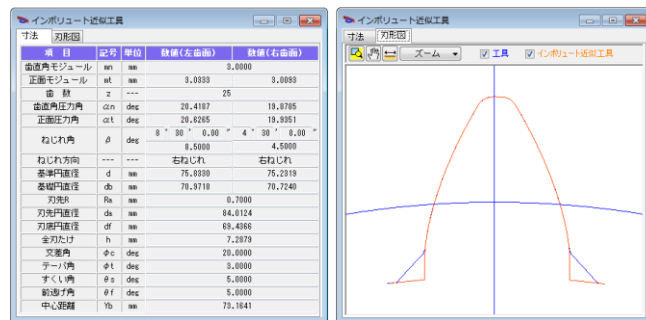 インボリュート近似工具
寸法 刃形図
項 目 記号 単位 数値(左歯面) 数値(右歯面)
歯直角モジュール mn mm 3.0000
正面モジュール mt mm 3.0333 3.0093
歯 数 z --- 25
歯直角圧力角 αn deg 20.4187 19.8785
正面圧力角 αt deg 20.6265 19.9351
ねじれ角 β deg 8 ° 30 ' 0.00 " 4 ° 30 ' 0.00 "
8.5000 4.5000
ねじれ方向 --- --- 右ねじれ 右ねじれ
基準円直径 d mm 75.8330 75.2319
基礎円直径 db mm 70.9718 70.7240
刃先R Ra mm 0.7000
刃先円直径 da mm 84.0124
刃底円直径 df mm 69.4366
全刃たけ h mm 7.2879
交差角 φc deg 20.0000
テーパ角 φt deg 3.0000
すくい角 θs deg 5.0000
前逃げ角 θf deg 5.0000
中心距離 Yb mm 73.1641
インボリュート近似工具
寸法 刃形図
ズーム 工具 インボリュート近似工具